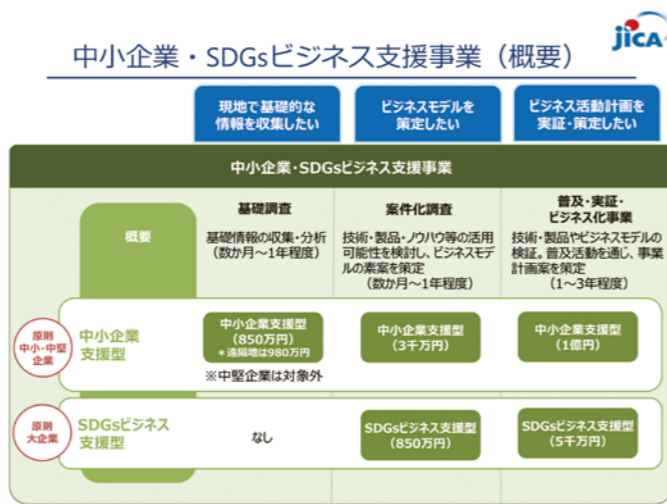 jICA
中小企業・SDGsビジネス支援事業（概要）
現地で基礎的な
情報を収集したい
ビジネスモデルを
策定したい
ビジネス活動計画を
実証・策定したい
中小企業・SDGsビジネス支援事業
概要
基礎調査
基礎情報の収集・分析
（数か月～1年程度）
案件化調査
技術・製品・ノウハウ等の活用
可能性を検討し、ビジネスモデ
ルの素案を策定
（数か月～1年程度）
普及・実証・
ビジネス化事業
技術・製品やビジネスモデルの
検証。普及活動を通じ、事業
計画案を策定
（1～3年程度）
原則
中小・中堅
企業
中小企業
支援型
中小企業支援型
（850万円）
＊遠隔地は980万円
※中堅企業は対象外
中小企業支援型
（3千万円）
中小企業支援型
（1億円）
原則
大企業
SDGsビジネス
支援型
なし
SDGsビジネス支援型
（850万円）
SDGsビジネス支援型
（5千万円）